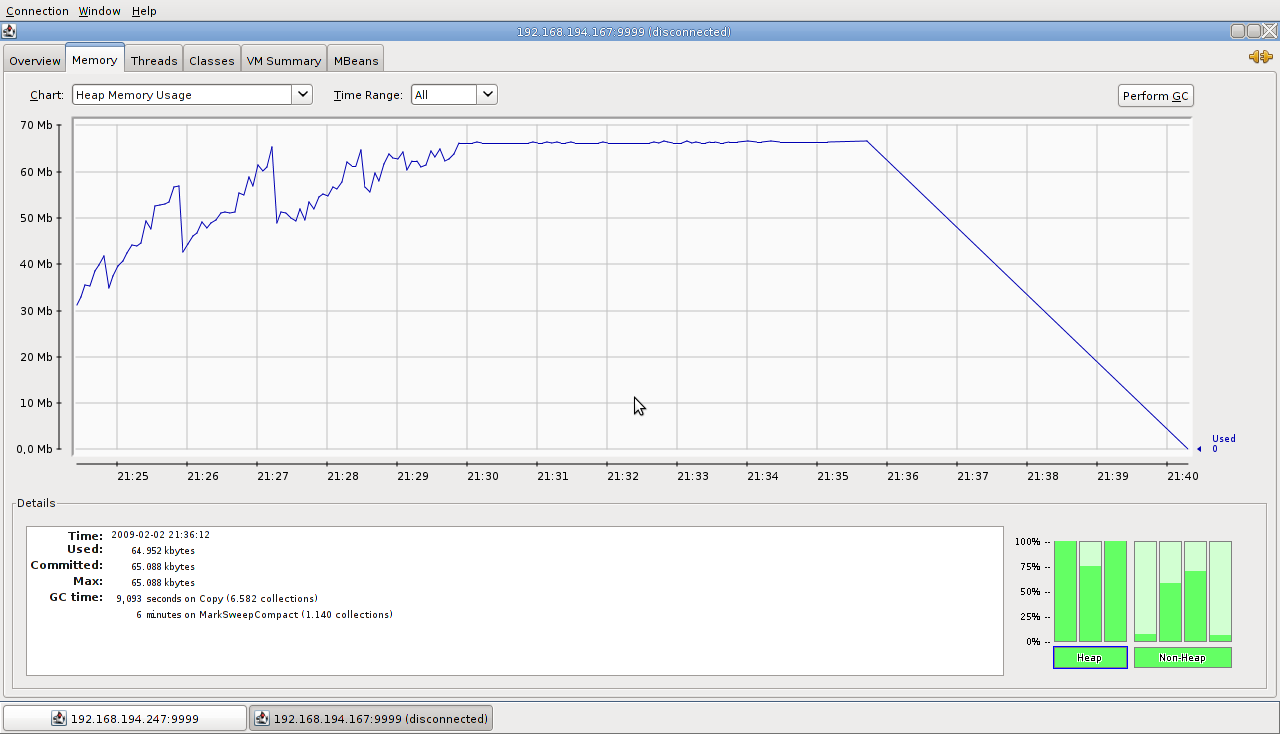 Connection Window Help
192.168.194.167:9999 (disconnected)
Overview Memory Threads Classes VM Summary MBeans
Chart: Heap Memory Usage Time Range: All Perform GC
70 Mb
60 Mb
50 Mb
40 Mb
30 Mb
20 Mb
10 Mb
0,0 Mb
Used
0
21:25 21:26 21:27 21:28 21:29 21:30 21:31 21:32 21:33 21:34 21:35 21:36 21:37 21:38 21:39 21:40
Details
Time: 2009-02-02 21:36:12
Used: 64.952 kbytes
Committed: 65.088 kbytes
Max: 65.088 kbytes
GC time: 9,093 seconds on Copy (6.582 collections)
6 minutes on MarkSweepCompact (1.140 collections)
100% --
75% --
50% --
25% --
0% --
Heap Non-Heap
192.168.194.247:9999 192.168.194.167:9999 (disconnected)